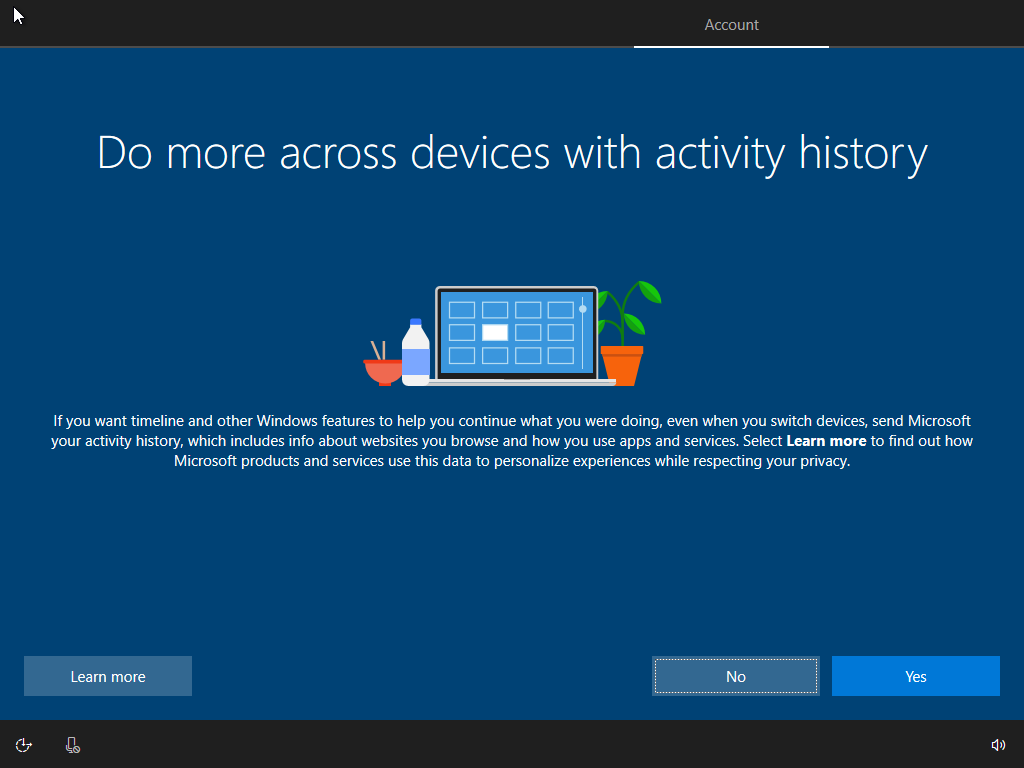 Account
Do more across devices with activity history
If you want timeline and other Windows features to help you continue what you were doing, even when you switch devices, send Microsoft
your activity history, which includes info about websites you browse and how you use apps and services. Select Learn more to find out how
Microsoft products and services use this data to personalize experiences while respecting your privacy.
Learn more
No
Yes